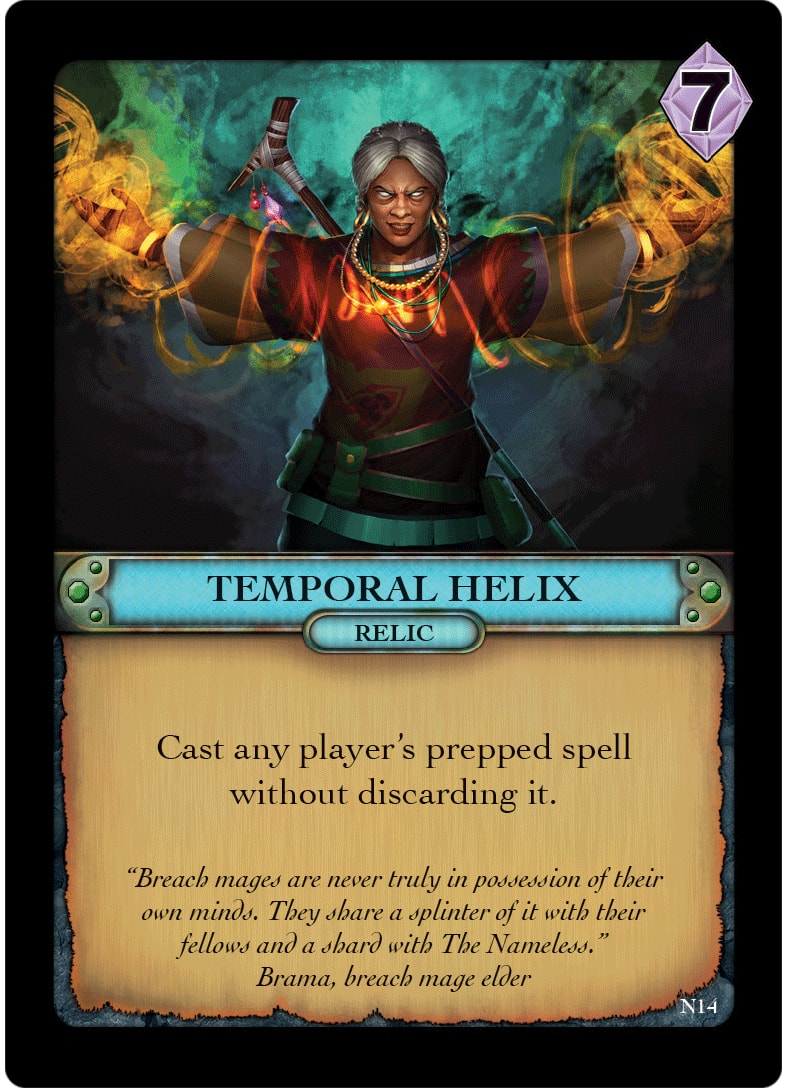 7
TEMPORAL HELIX
RELIC
Cast any player’s prepped spell
without discarding it.
“Breach mages are never truly in possession of their
own minds. They share a splinter of it with their
fellows and a shard with The Nameless.”
Brama, breach mage elder
N14